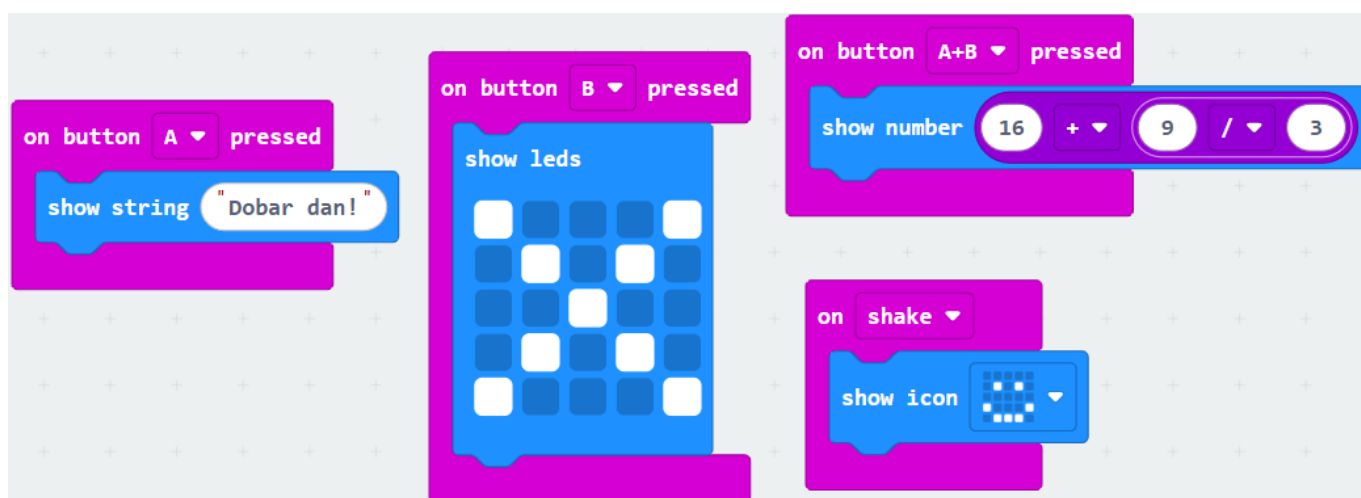 on button A pressed
show string "Dobar dan!"
on button B pressed
show leds
on button A+B pressed
show number 16 + 9 / 3
on shake
show icon